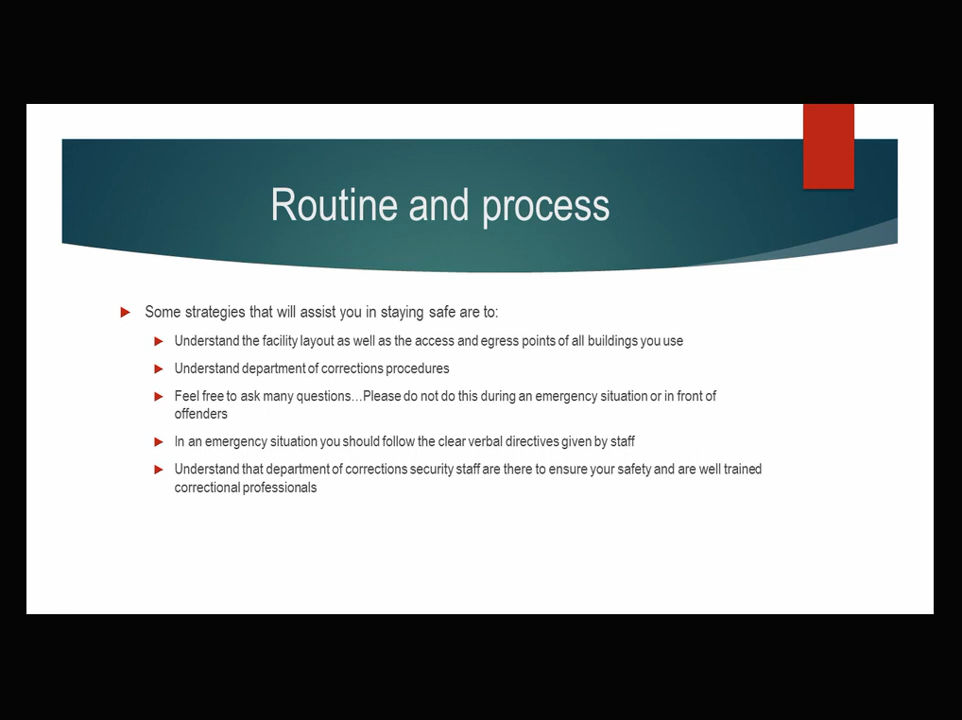 Routine and process
Some strategies that will assist you in staying safe are to:
Understand the facility layout as well as the access and egress points of all buildings you use
Understand department of corrections procedures
Feel free to ask many questions…Please do not do this during an emergency situation or in front of
offenders
In an emergency situation you should follow the clear verbal directives given by staff
Understand that department of corrections security staff are there to ensure your safety and are well trained
correctional professionals